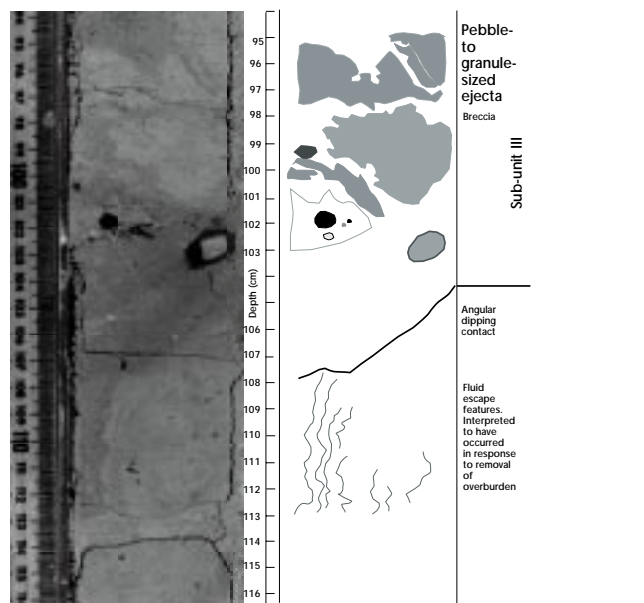 Pebble-
to
granule-
sized
ejecta
Breccia
Sub-unit III
95
96
97
98
99
100
101
102
103
Depth (cm)
106
107
108
109
110
111
112
113
114
115
116
Angular
dipping
contact
Fluid
escape
features.
Interpreted
to have
occurred
in response
to removal
of
overburden